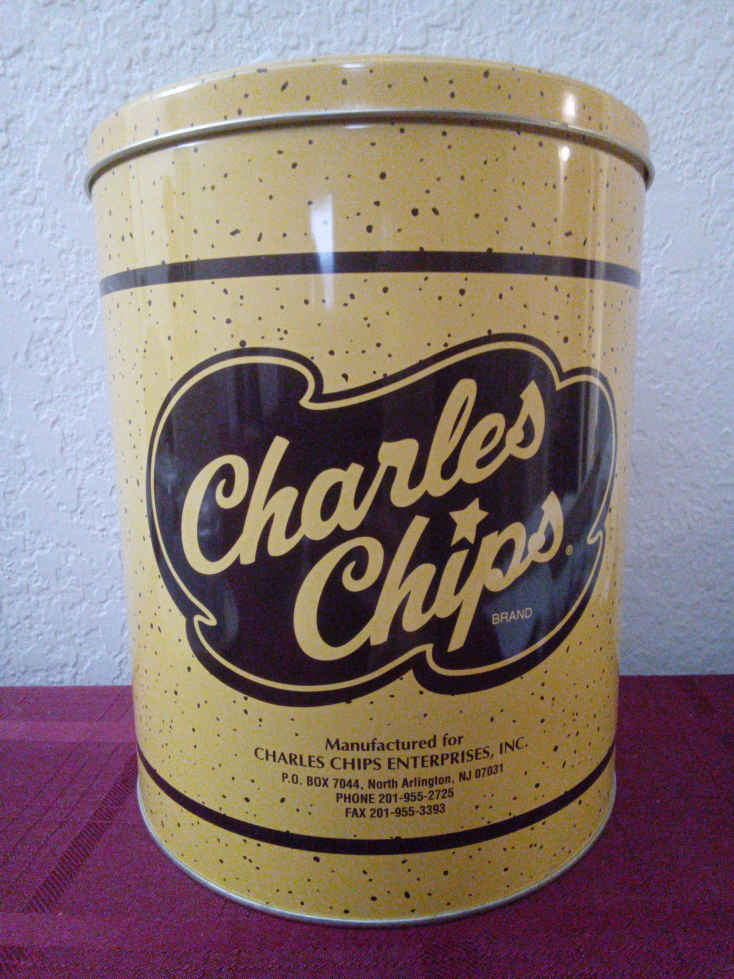 Charles
Chips®
BRAND
Manufactured for
CHARLES CHIPS ENTERPRISES, INC.
P.O. BOX 7044, North Arlington, NJ 07031
PHONE 201-955-2725
FAX 201-955-3393